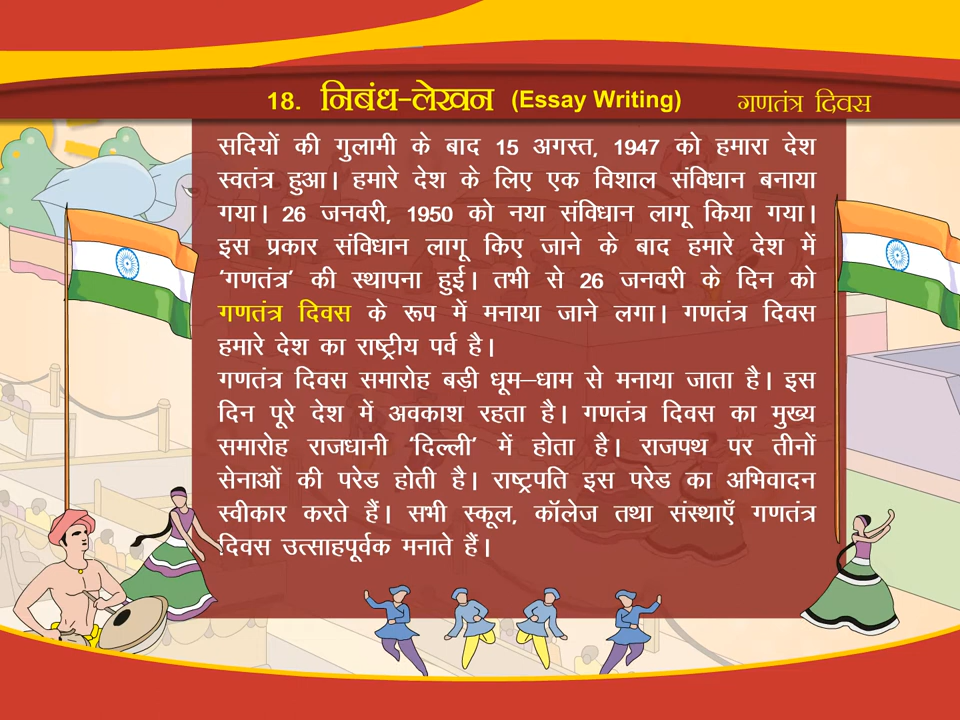 18. निबंध-लेखन (Essay Writing) गणतंत्र दिवस
सदियों की गुलामी के बाद 15 अगस्त, 1947 को हमारा देश
स्वतंत्र हुआ। हमारे देश के लिए एक विशाल संविधान बनाया
गया। 26 जनवरी, 1950 को नया संविधान लागू किया गया।
इस प्रकार संविधान लागू किए जाने के बाद हमारे देश में
'गणतंत्र' की स्थापना हुई। तभी से 26 जनवरी के दिन को
गणतंत्र दिवस के रूप में मनाया जाने लगा। गणतंत्र दिवस
हमारे देश का राष्ट्रीय पर्व है।
गणतंत्र दिवस समारोह बड़ी धूम–धाम से मनाया जाता है। इस
दिन पूरे देश में अवकाश रहता है। गणतंत्र दिवस का मुख्य
समारोह राजधानी 'दिल्ली' में होता है। राजपथ पर तीनों
सेनाओं की परेड होती है। राष्ट्रपति इस परेड का अभिवादन
स्वीकार करते हैं। सभी स्कूल, कॉलेज तथा संस्थाएँ गणतंत्र
दिवस उत्साहपूर्वक मनाते हैं।